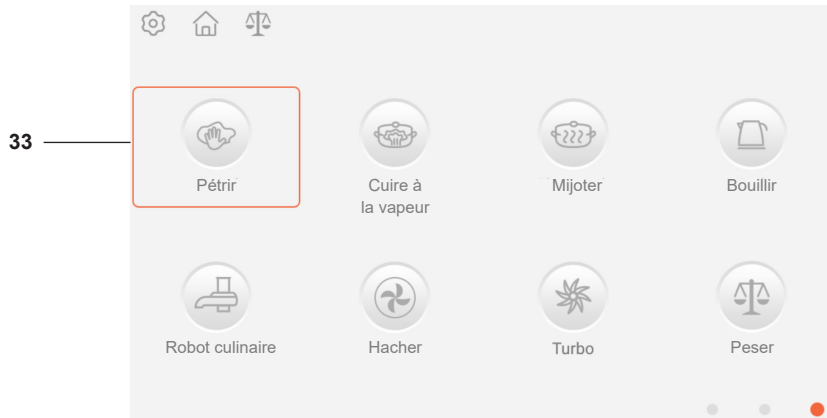 33
Pétrir
Cuire à
la vapeur
Mijoter
Bouillir
Robot culinaire
Hacher
Turbo
Peser